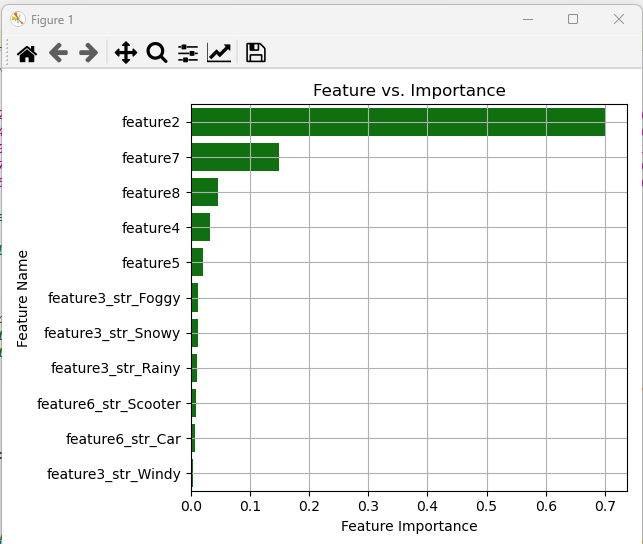 Figure 1
Feature vs. Importance
feature2
feature7
feature8
feature4
feature5
feature3_str_Foggy
feature3_str_Snowy
feature3_str_Rainy
feature6_str_Scooter
feature6_str_Car
feature3_str_Windy
Feature Name
0.0 0.1 0.2 0.3 0.4 0.5 0.6 0.7
Feature Importance